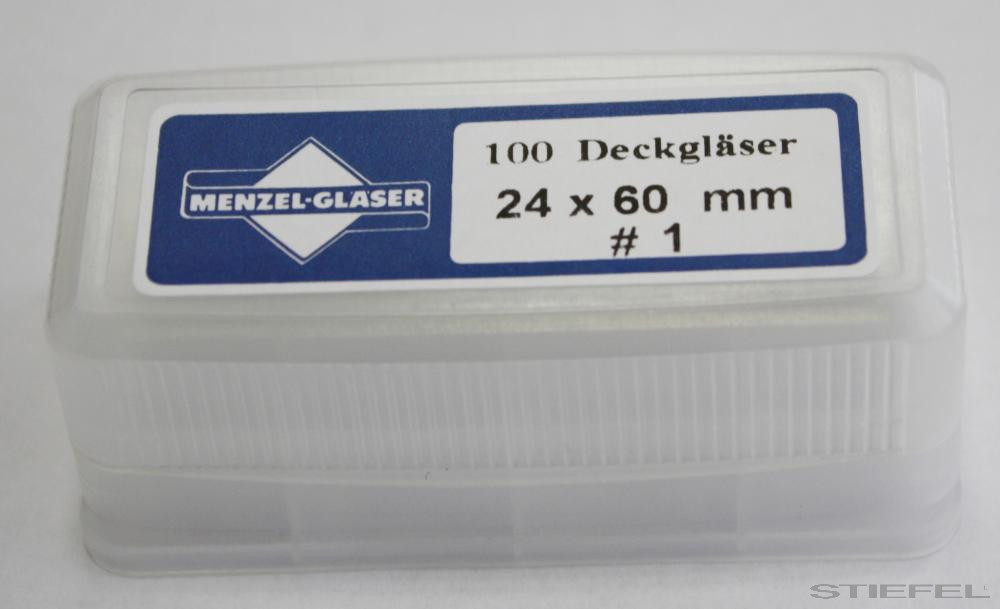 MENZEL-GLÄSER
100 Deckgläser
24 x 60 mm
# 1
STIEFEL